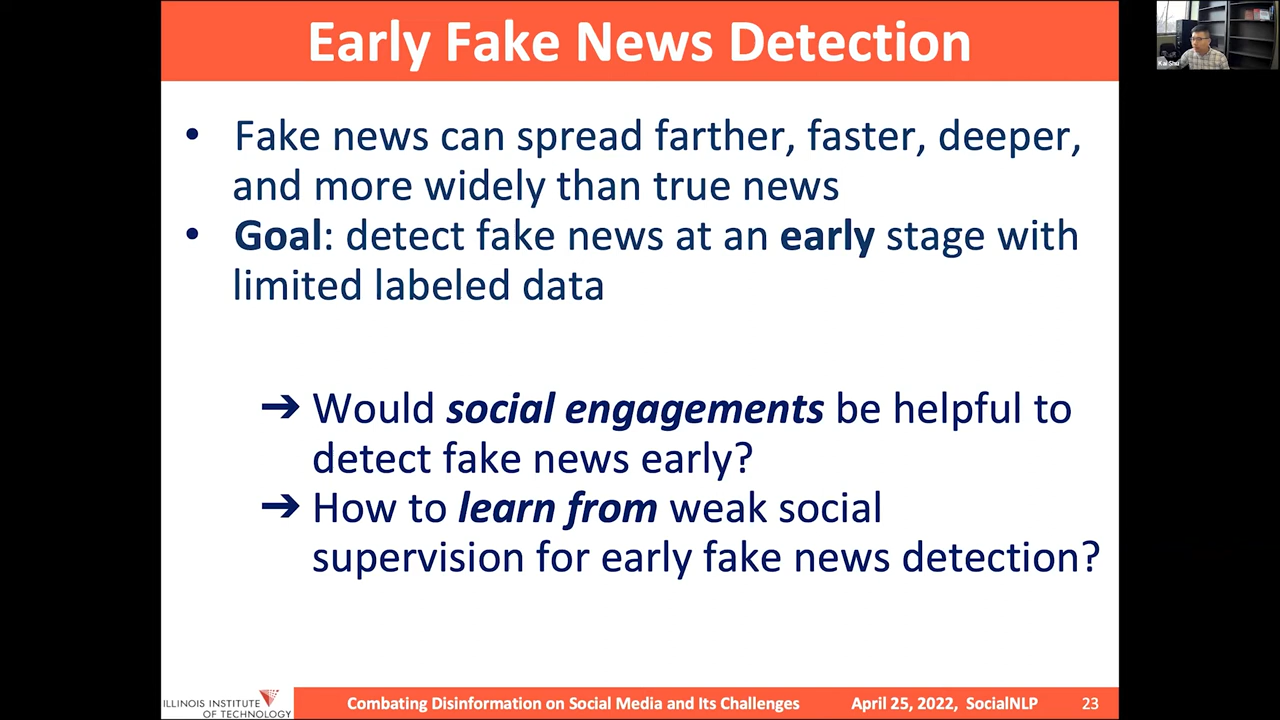 Early Fake News Detection
• Fake news can spread farther, faster, deeper,
and more widely than true news
• Goal: detect fake news at an early stage with
limited labeled data
➔ Would social engagements be helpful to
detect fake news early?
➔ How to learn from weak social
supervision for early fake news detection?
ILLINOIS INSTITUTE
OF TECHNOLOGY
Combating Disinformation on Social Media and Its Challenges April 25, 2022, SocialNLP 23
Kai Shu